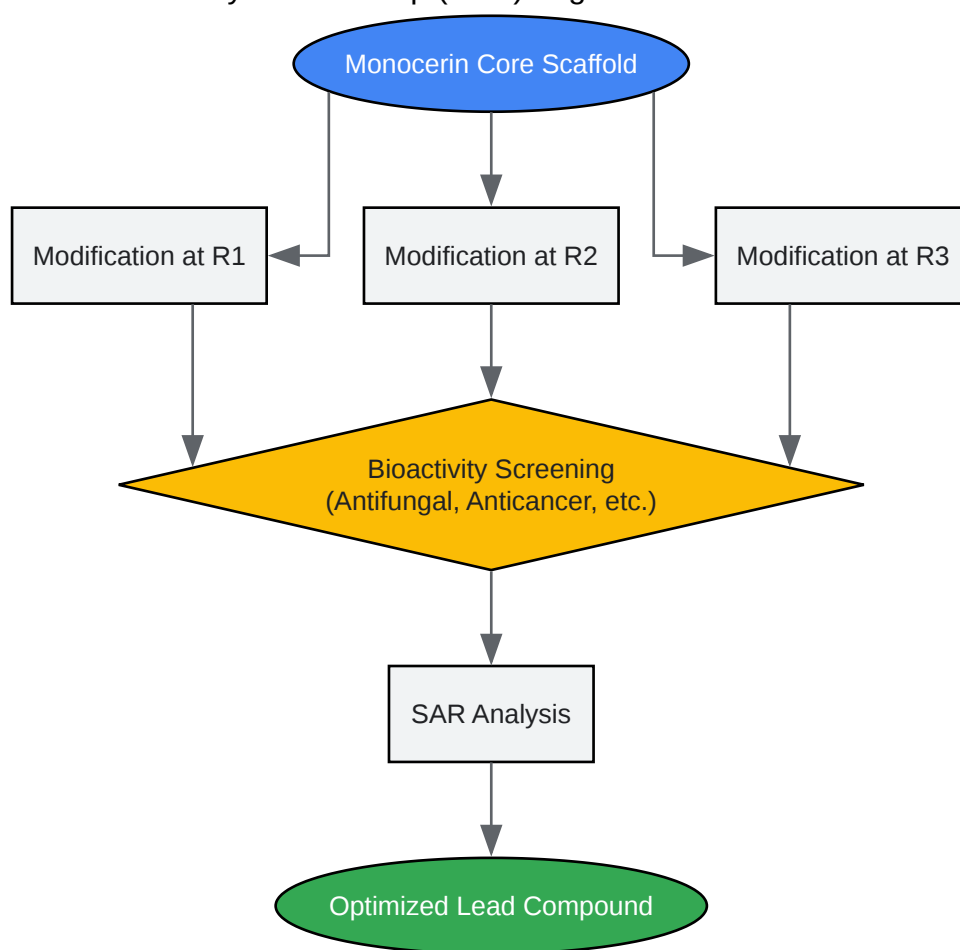 Monocerin Core Scaffold
Modification at R1
Modification at R2
Modification at R3
Bioactivity Screening
(Antifungal, Anticancer, etc.)
SAR Analysis
Optimized Lead Compound